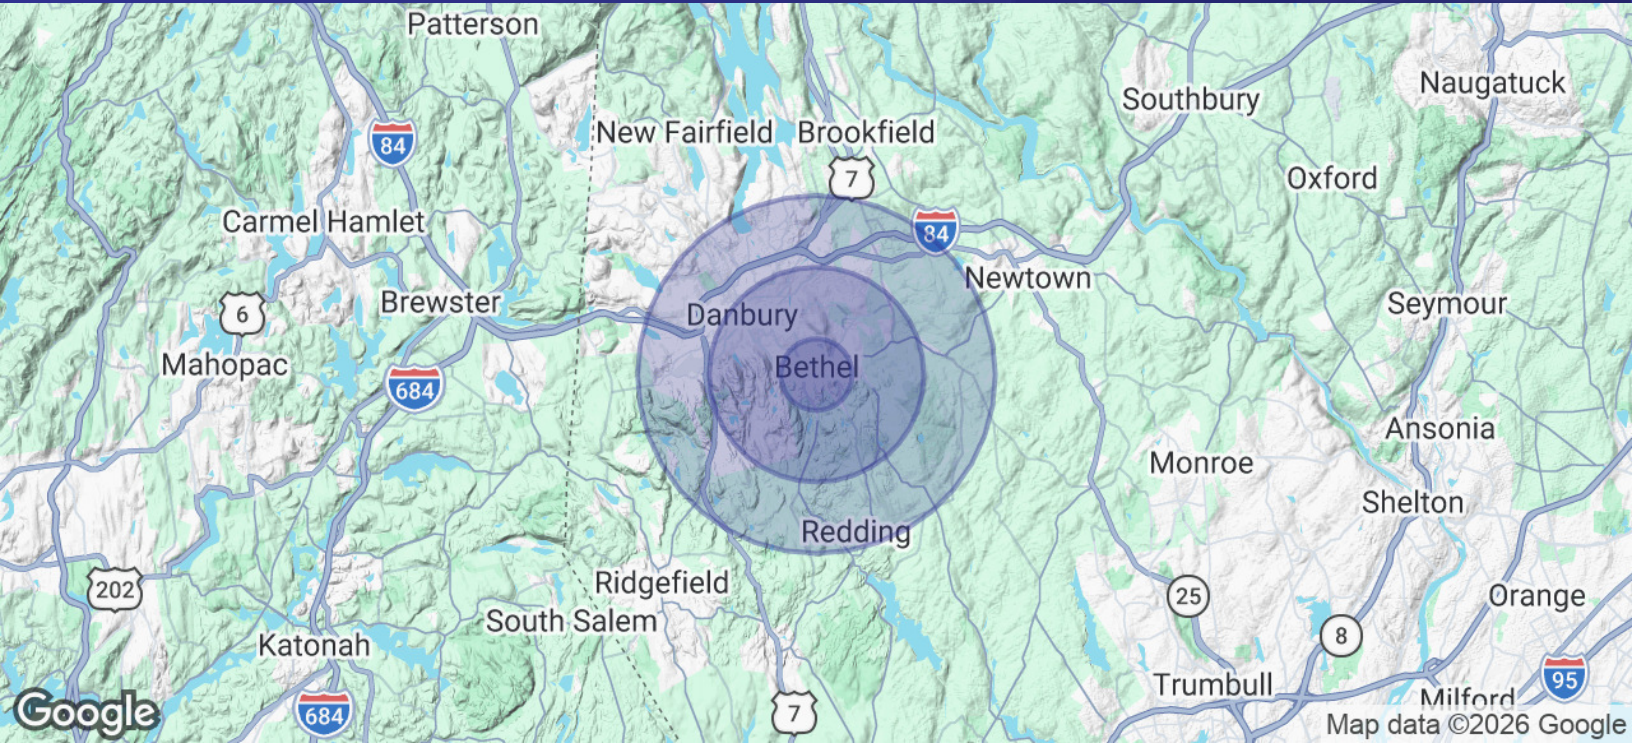 Patterson
Naugatuck
Southbury
New Fairfield
Brookfield
84
7
Oxford
Carmel Hamlet
84
Newtown
Brewster
Seymour
6
Danbury
Mahopac
Bethel
684
Ansonia
Monroe
Shelton
Redding
Ridgefield
202
25
Orange
South Salem
8
Katonah
95
Trumbull
Milford
Google
684
7
Map data ©2026 Google